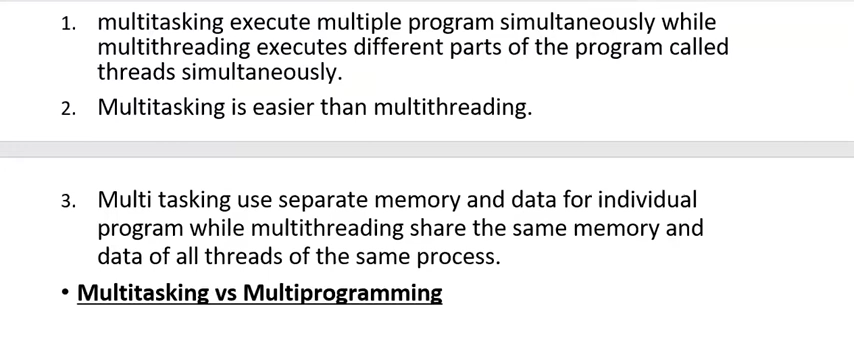 1. multitasking execute multiple program simultaneously while
multithreading executes different parts of the program called
threads simultaneously.
2. Multitasking is easier than multithreading.
3. Multi tasking use separate memory and data for individual
program while multithreading share the same memory and
data of all threads of the same process.
• Multitasking vs Multiprogramming